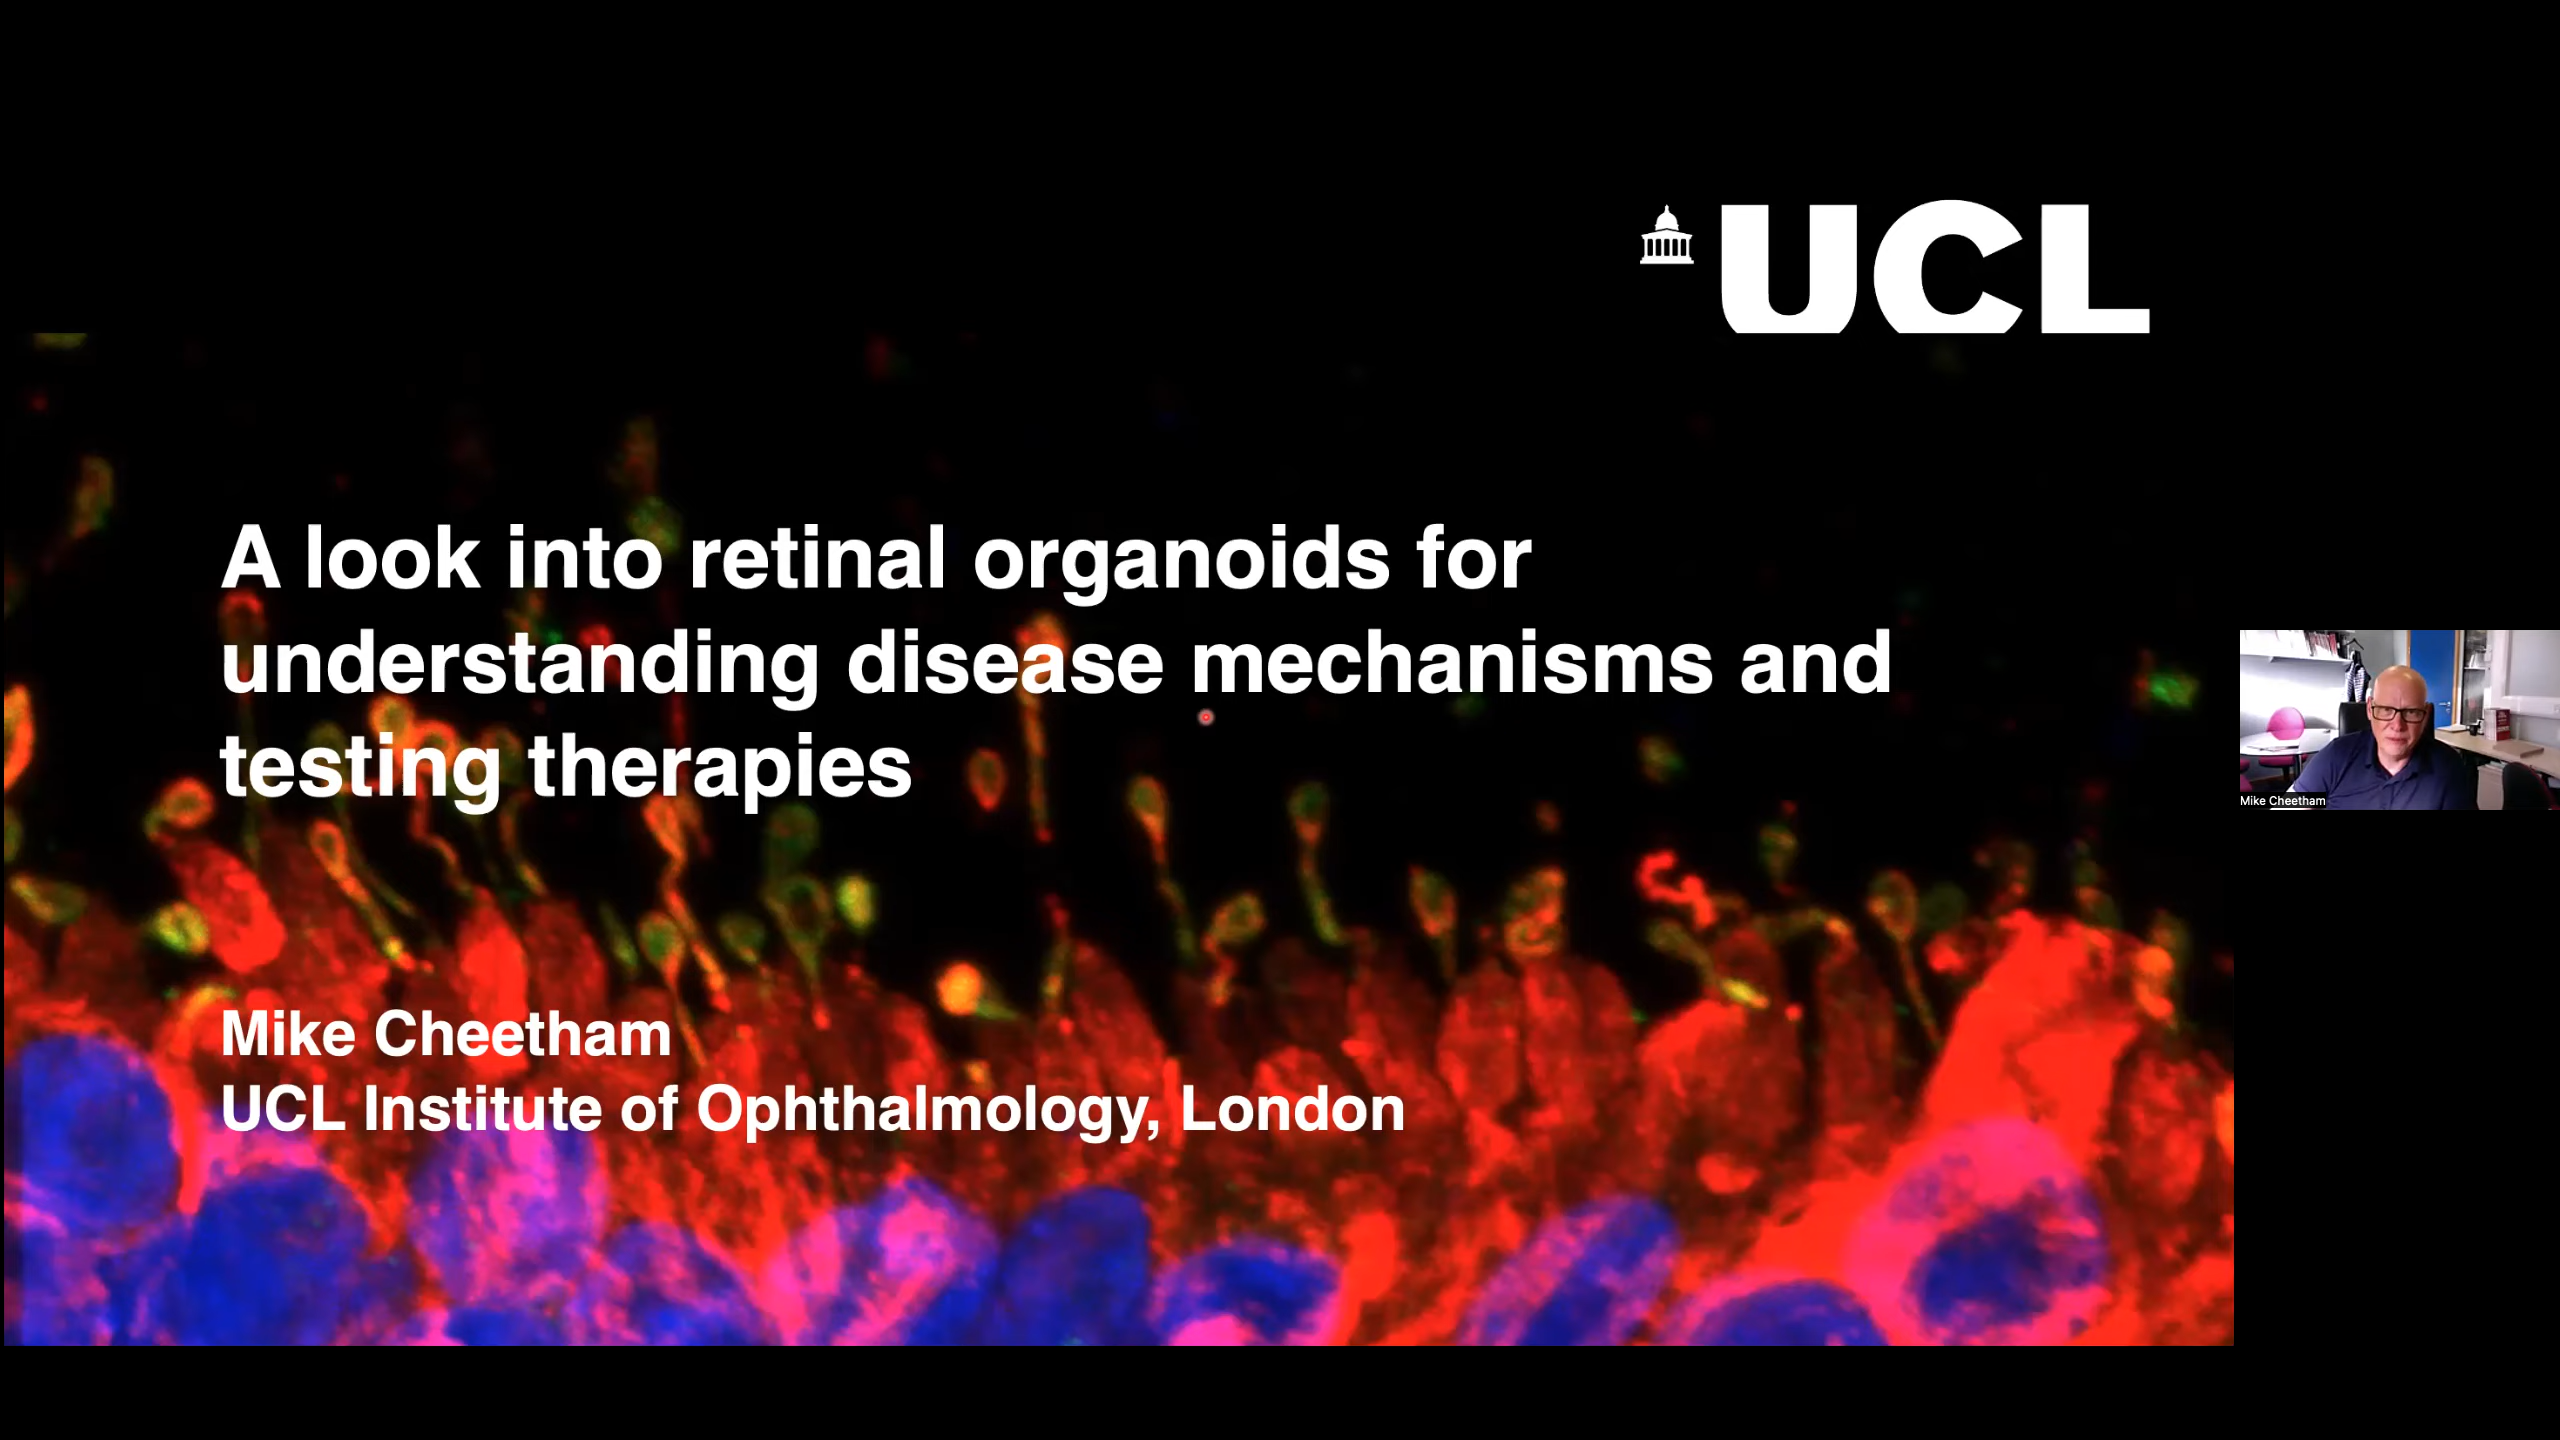 UCL
A look into retinal organoids for
understanding disease mechanisms and
testing therapies
Mike Cheetham
UCL Institute of Ophthalmology, London
Mike Cheetham